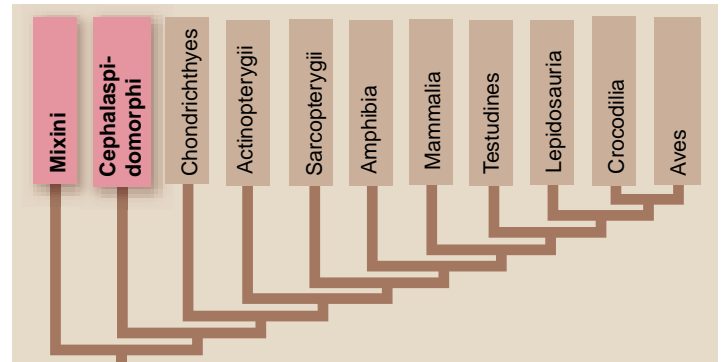 Mixini
Cephalaspi-
domorphi
Chondrichthyes
Actinopterygii
Sarcopterygii
Amphibia
Mammalia
Testudines
Lepidosauria
Crocodilia
Aves